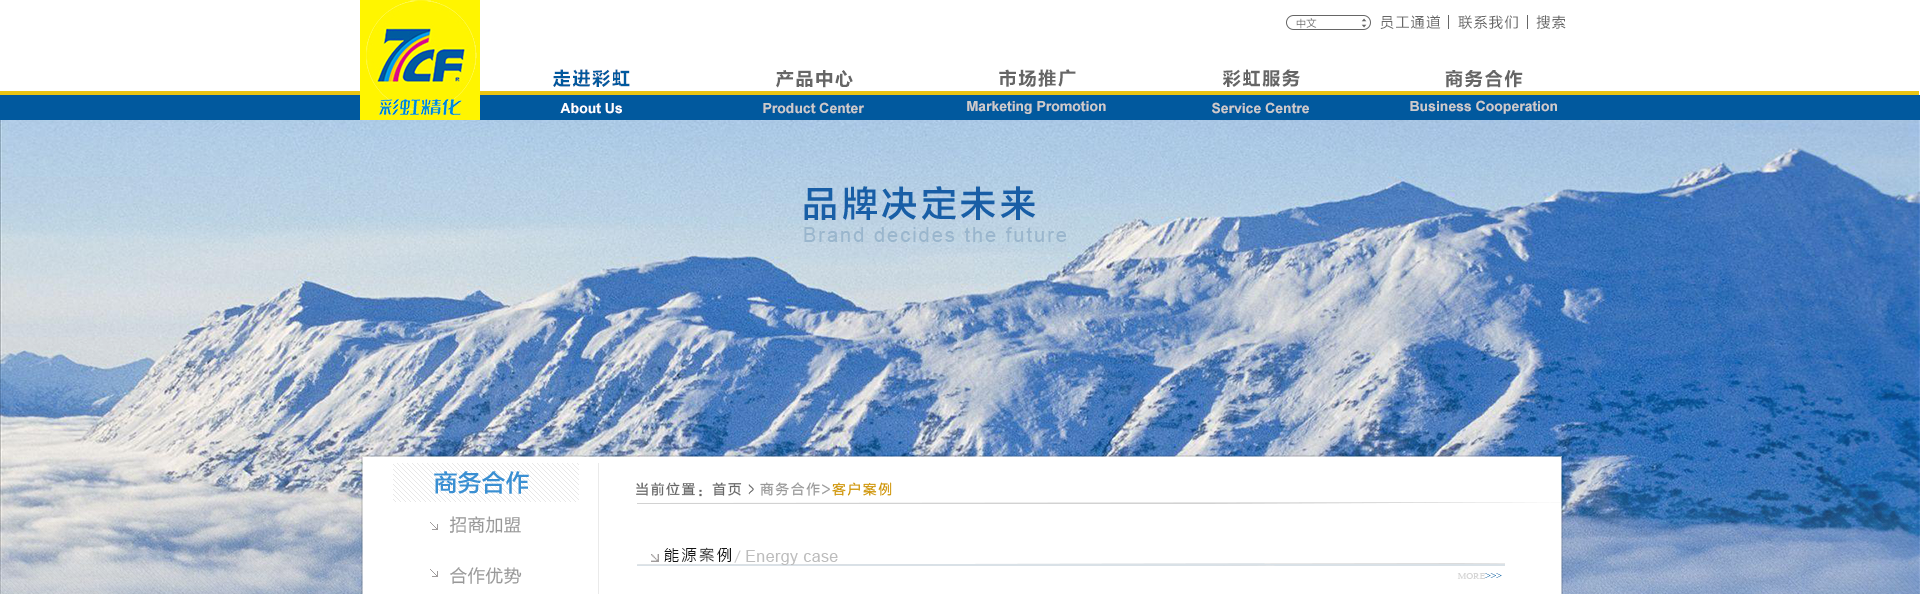 中文 员工通道 | 联系我们 | 搜索
7CF
彩虹精化
走进彩虹 产品中心 市场推广 彩虹服务 商务合作
About Us Product Center Marketing Promotion Service Centre Business Cooperation
品牌决定未来
Brand decides the future
商务合作
招商加盟
合作优势
当前位置：首页 > 商务合作>客户案例
能源案例/ Energy case
MORE>>>